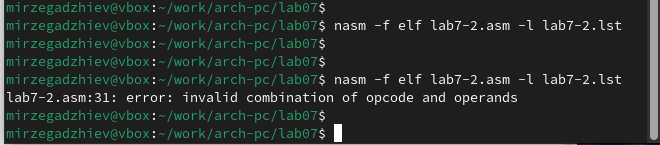 mirzegadzhiev@vbox:~/work/arch-pc/lab07$
mirzegadzhiev@vbox:~/work/arch-pc/lab07$ nasm -f elf lab7-2.asm -l lab7-2.lst
mirzegadzhiev@vbox:~/work/arch-pc/lab07$
mirzegadzhiev@vbox:~/work/arch-pc/lab07$
mirzegadzhiev@vbox:~/work/arch-pc/lab07$ nasm -f elf lab7-2.asm -l lab7-2.lst
lab7-2.asm:31: error: invalid combination of opcode and operands
mirzegadzhiev@vbox:~/work/arch-pc/lab07$
mirzegadzhiev@vbox:~/work/arch-pc/lab07$